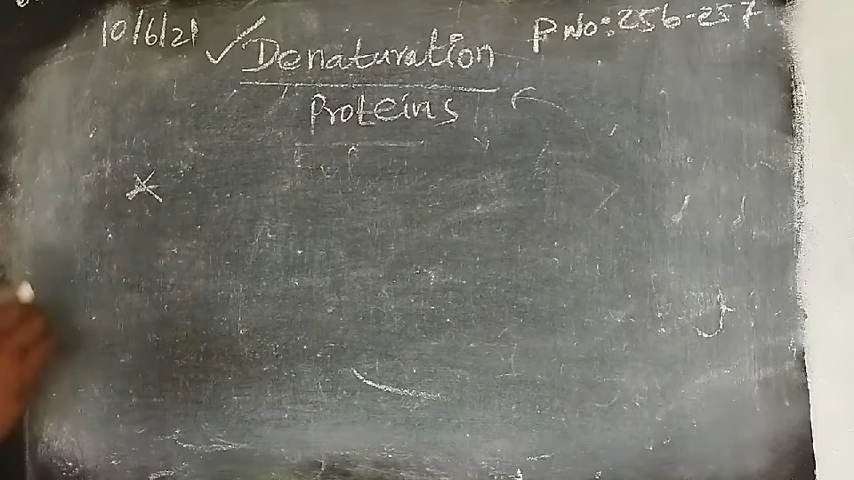 10/6/21 ✓ Denaturation P No: 256-257
Proteins